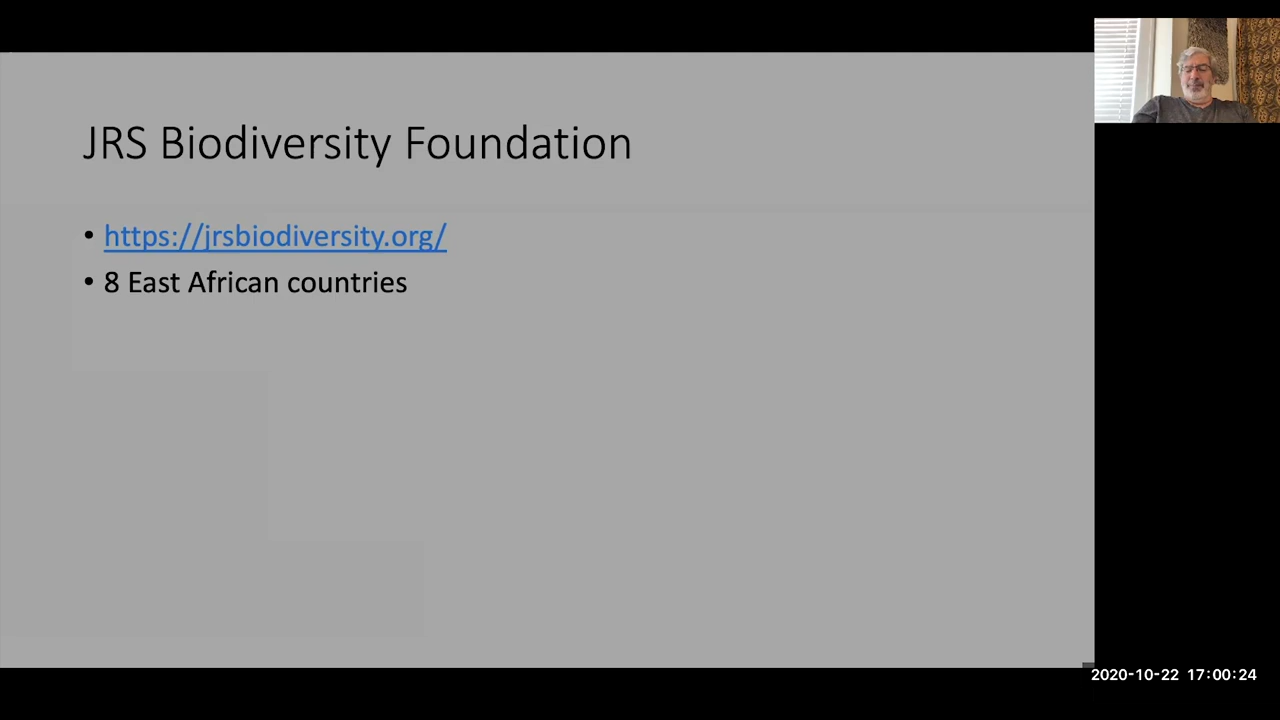 JRS Biodiversity Foundation
• https://jrsbiodiversity.org/
• 8 East African countries
2020-10-22 17:00:24